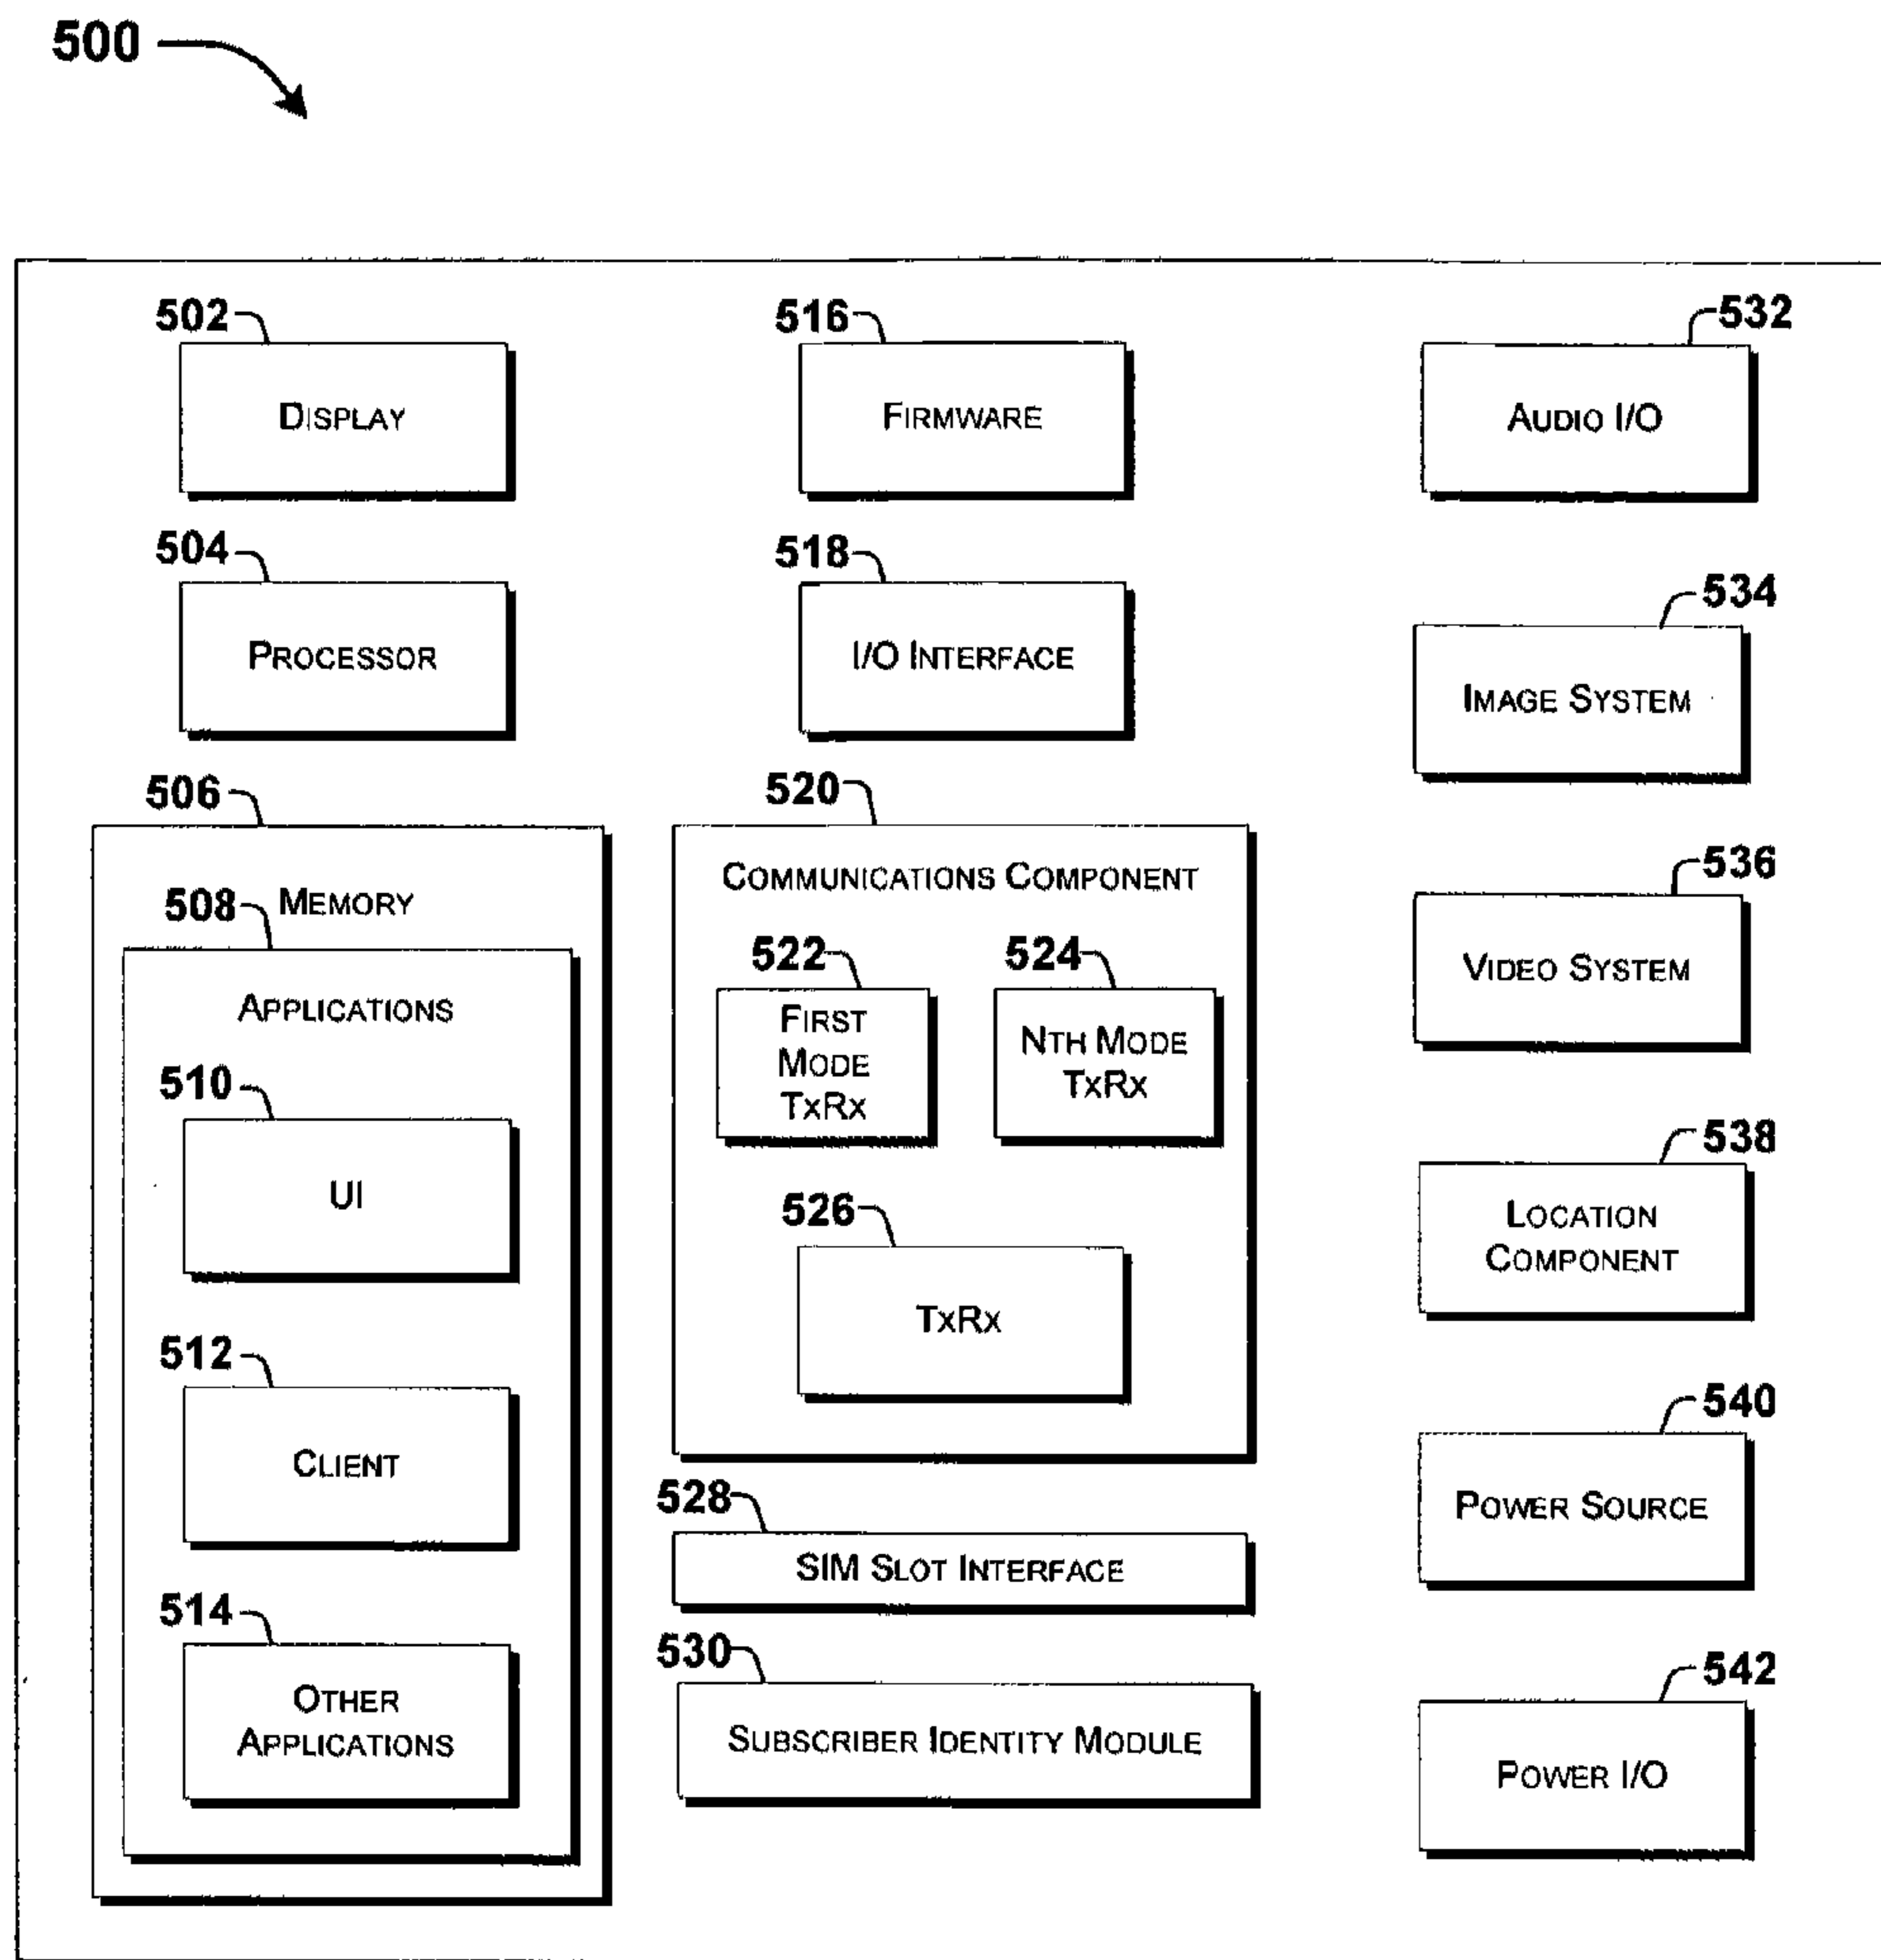 500
502
DISPLAY
504
PROCESSOR
506
MEMORY
508
APPLICATIONS
510
UI
512
CLIENT
514
OTHER
APPLICATIONS
516
FIRMWARE
518
I/O INTERFACE
520
COMMUNICATIONS COMPONENT
522
FIRST
MODE
TXRX
524
NTH MODE
TXRX
526
TXRX
528
SIM SLOT INTERFACE
530
SUBSCRIBER IDENTITY MODULE
532
AUDIO I/O
534
IMAGE SYSTEM
536
VIDEO SYSTEM
538
LOCATION
COMPONENT
540
POWER SOURCE
542
POWER I/O